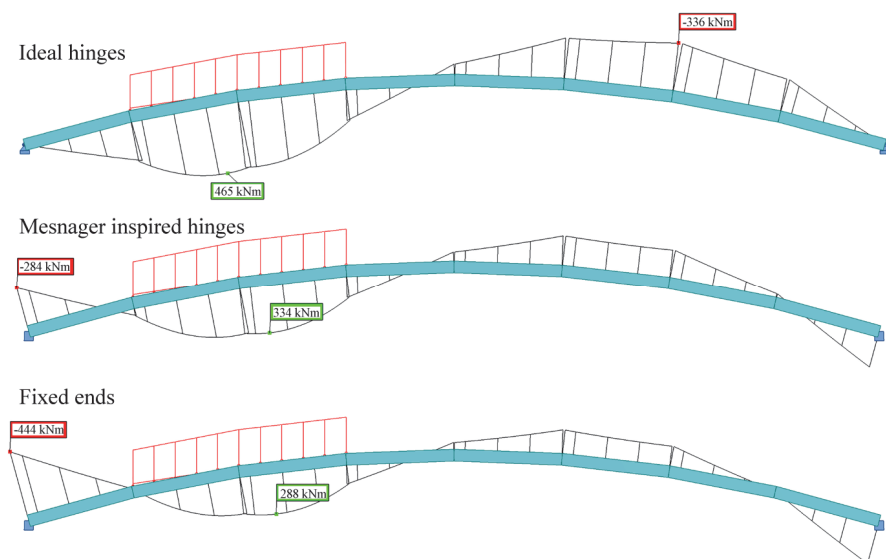 -336 kNm
Ideal hinges
465 kNm
Mesnager inspired hinges
-284 kNm
334 kNm
Fixed ends
-444 kNm
288 kNm